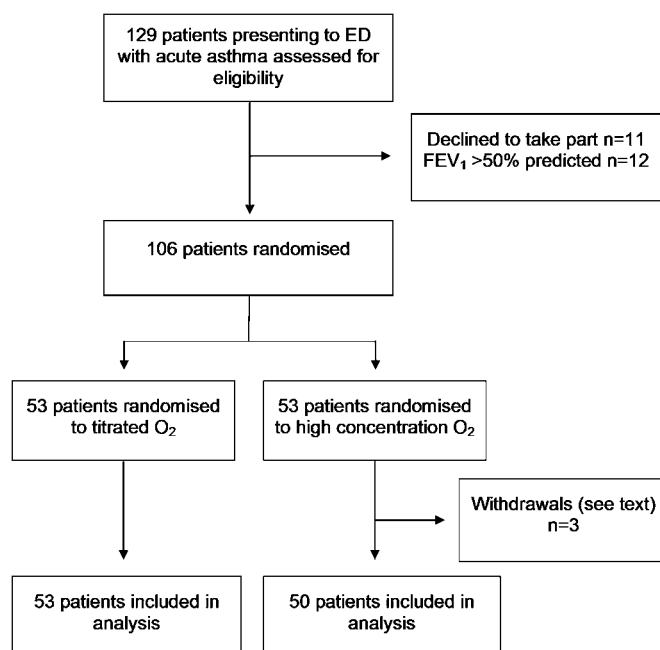 129 patients presenting to ED
with acute asthma assessed for
eligibility
Declined to take part n=11
FEV₁ >50% predicted n=12
106 patients randomised
53 patients randomised
to titrated O₂
53 patients randomised
to high concentration O₂
Withdrawals (see text)
n=3
53 patients included in
analysis
50 patients included in
analysis